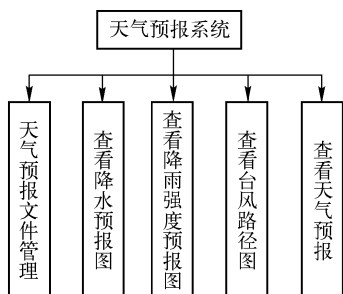 天气预报系统
天气预报文件管理
查看降水预报图
查看降雨强度预报图
查看台风路径图
查看天气预报